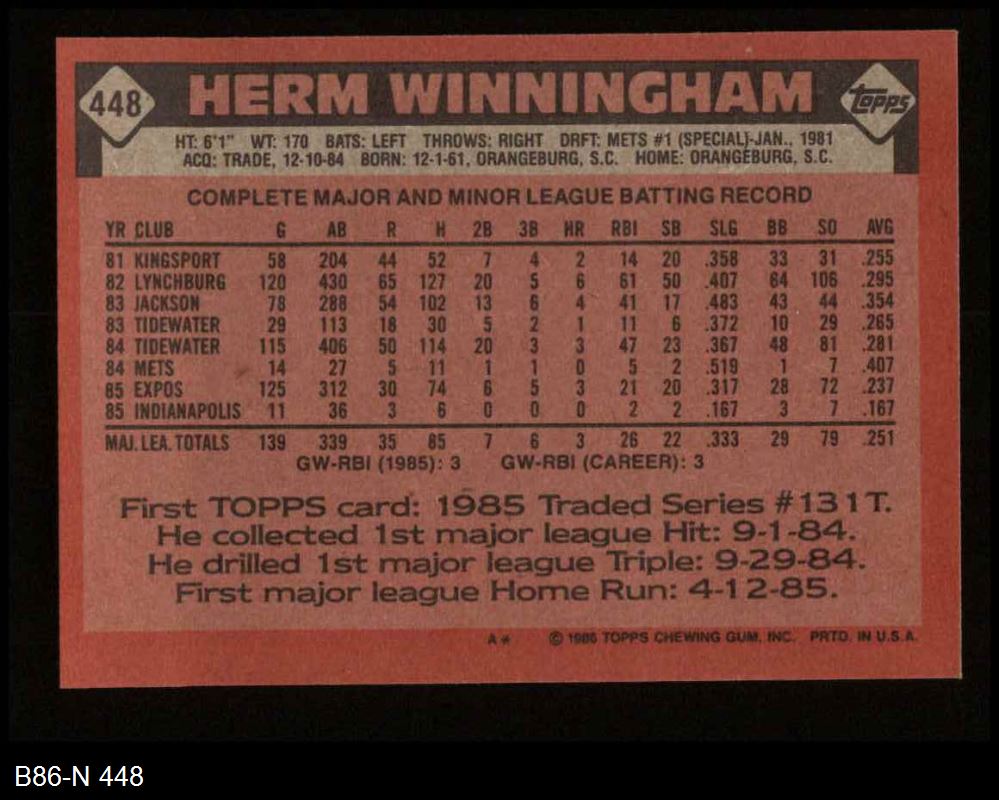 448 HERM WINNINGHAM Topps
HT: 6'1" WT: 170 BATS: LEFT THROWS: RIGHT DRFT: METS #1 (SPECIAL)-JAN., 1981
ACQ: TRADE, 12-10-84 BORN: 12-1-61, ORANGEBURG, S.C. HOME: ORANGEBURG, S.C.
COMPLETE MAJOR AND MINOR LEAGUE BATTING RECORD
YR CLUB G AB R H 2B 3B HR RBI SB SLG BB SO AVG
81 KINGSPORT 58 204 44 52 7 4 2 14 20 .358 33 31 .255
82 LYNCHBURG 120 430 65 127 20 5 6 61 50 .407 64 106 .295
83 JACKSON 78 288 54 102 13 6 4 41 17 .483 43 44 .354
83 TIDEWATER 29 113 18 30 5 2 1 11 6 .372 10 29 .265
84 TIDEWATER 115 406 50 114 20 3 3 47 23 .367 48 81 .281
84 METS 14 27 5 11 1 1 0 5 2 .519 1 7 .407
85 EXPOS 125 312 30 74 6 5 3 21 20 .317 28 72 .237
85 INDIANAPOLIS 11 36 3 6 0 0 0 2 2 .167 3 7 .167
MAJ. LEA. TOTALS 139 339 35 85 7 6 3 26 22 .333 29 79 .251
GW-RBI (1985): 3 GW-RBI (CAREER): 3
First TOPPS card: 1985 Traded Series #131T.
He collected 1st major league Hit: 9-1-84.
He drilled 1st major league Triple: 9-29-84.
First major league Home Run: 4-12-85.
A* © 1986 TOPPS CHEWING GUM, INC. PRTD. IN U.S.A.
B86-N 448